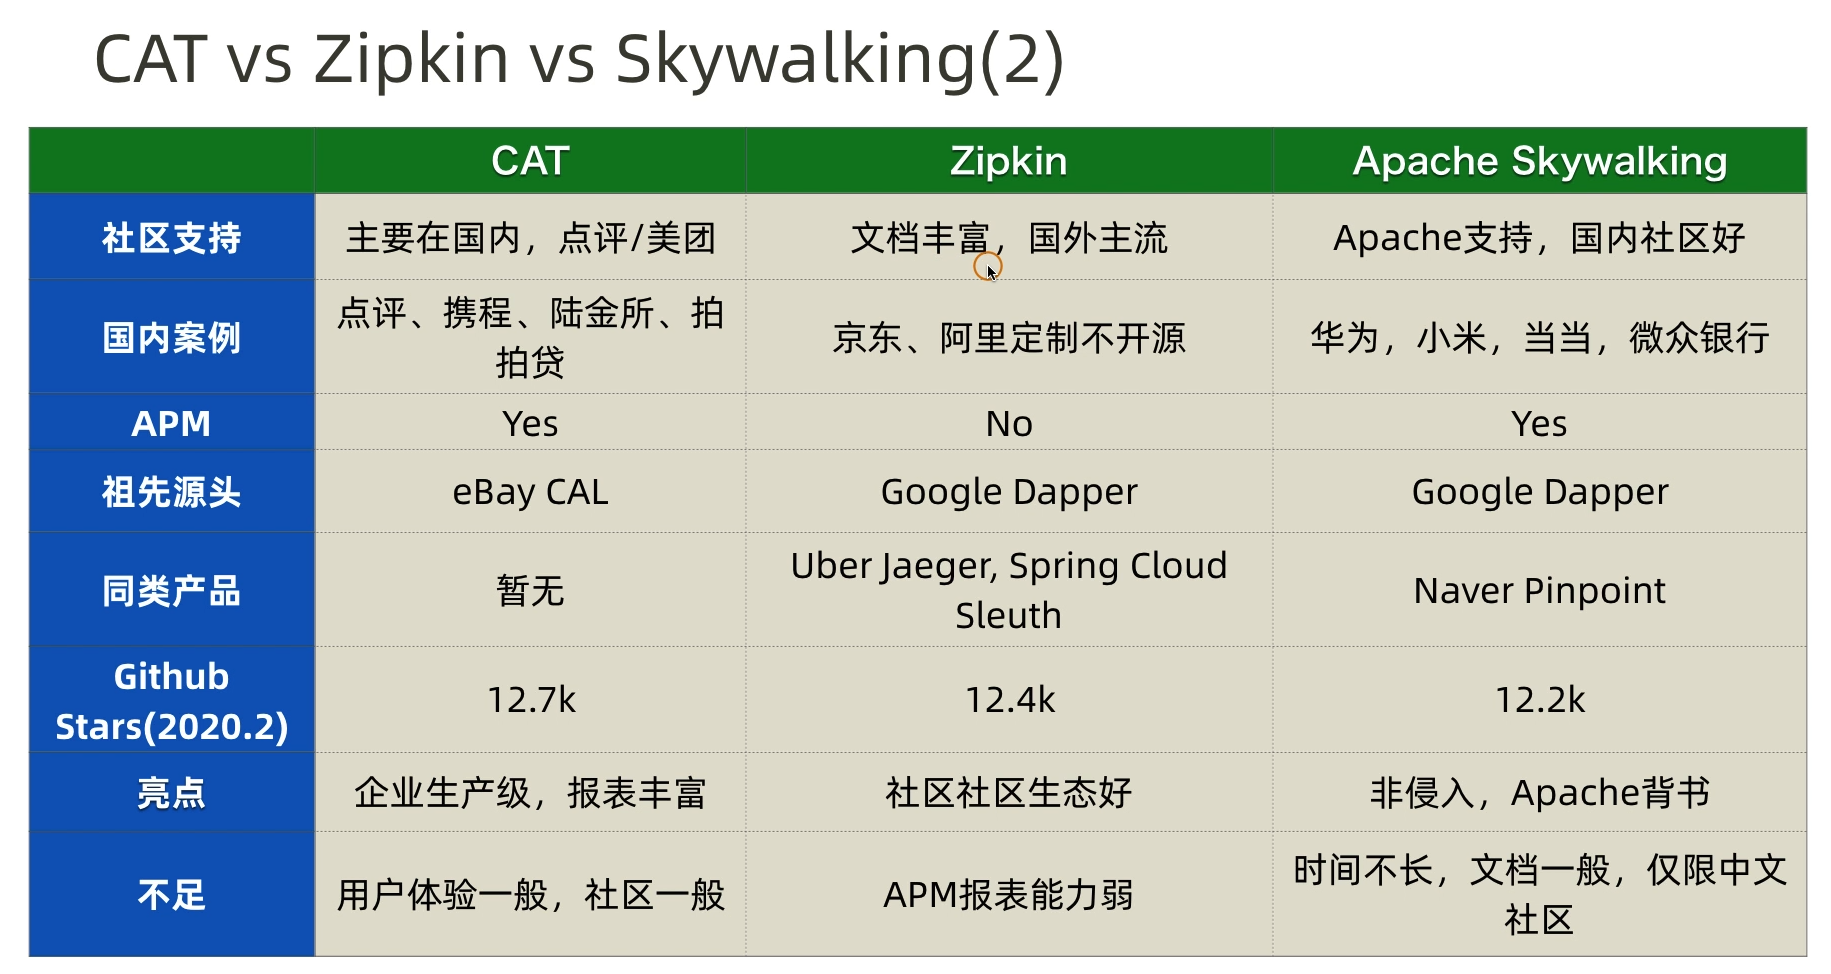 CAT vs Zipkin vs Skywalking(2)
CAT
Zipkin
Apache Skywalking
社区支持
主要在国内，点评/美团
文档丰富，国外主流
Apache支持，国内社区好
国内案例
点评、携程、陆金所、拍
拍贷
京东、阿里定制不开源
华为，小米，当当，微众银行
APM
Yes
No
Yes
祖先源头
eBay CAL
Google Dapper
Google Dapper
同类产品
暂无
Uber Jaeger, Spring Cloud
Sleuth
Naver Pinpoint
Github
Stars(2020.2)
12.7k
12.4k
12.2k
亮点
企业生产级，报表丰富
社区社区生态好
非侵入，Apache背书
不足
用户体验一般，社区一般
APM报表能力弱
时间不长，文档一般，仅限中文
社区